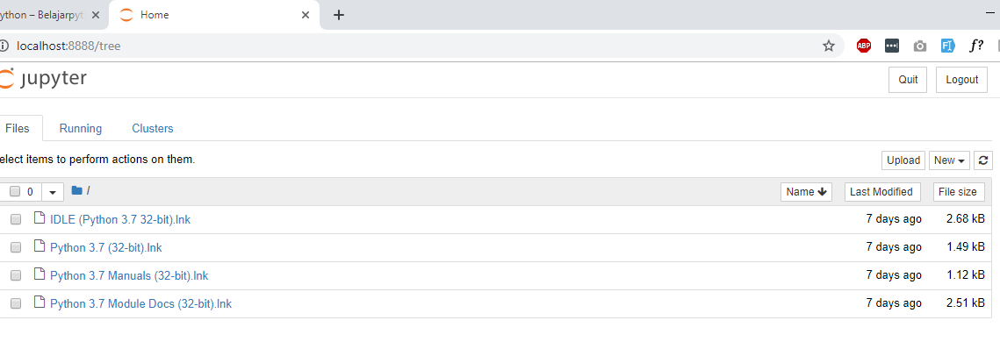 ython – Belajarpyt Home
localhost:8888/tree ABP f?
jupyter Quit Logout
Files Running Clusters
elect items to perform actions on them. Upload New
0 / Name Last Modified File size
IDLE (Python 3.7 32-bit).lnk 7 days ago 2.68 kB
Python 3.7 (32-bit).lnk 7 days ago 1.49 kB
Python 3.7 Manuals (32-bit).lnk 7 days ago 1.12 kB
Python 3.7 Module Docs (32-bit).lnk 7 days ago 2.51 kB